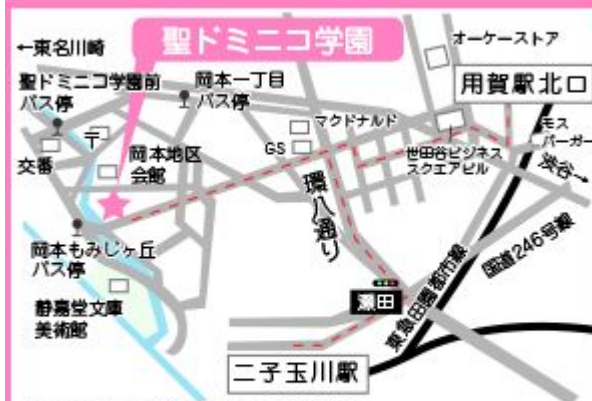 ←東名川崎
聖ドミニコ学園
オーケーストア
聖ドミニコ学園前
バス停
岡本一丁目
バス停
用賀駅北口
マクドナルド
モス
バーガー
〒
GS
交番
岡本地区
会館
世田谷ビジネス
スクエアビル
渋谷→
環八通り
岡本もみじヶ丘
バス停
国道246号線
静嘉堂文庫
美術館
瀬田
東急田園都市線
二子玉川駅